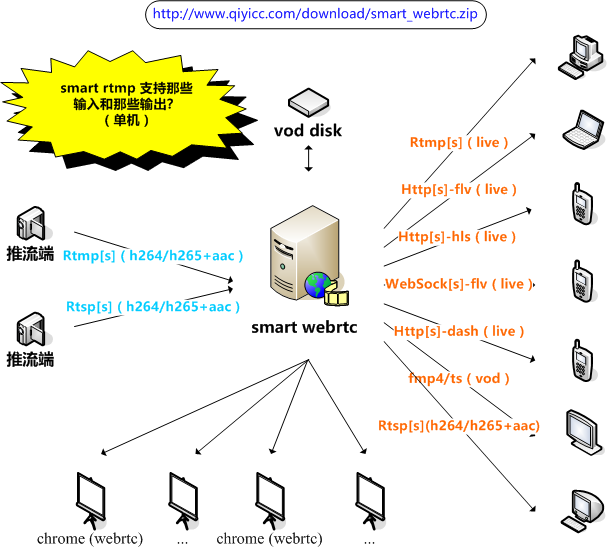 http://www.qiyicc.com/download/smart_webrtc.zip
smart rtmp 支持那些
输入和那些输出?
（单机）
vod disk
推流端
Rtmp[s]（h264/h265+aac）
Rtsp[s]（h264/h265+aac）
推流端
smart webrtc
Rtmp[s]（live）
Http[s]-flv（live）
Http[s]-hls（live）
WebSock[s]-flv（live）
Http[s]-dash（live）
fmp4/ts（vod）
Rtsp[s](h264/h265+aac)
chrome (webrtc)
...
chrome (webrtc)
...